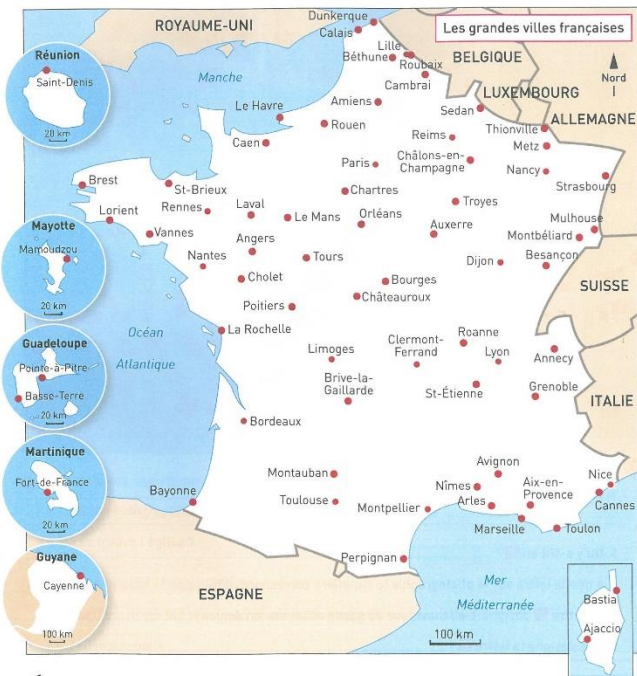 Les grandes villes françaises
Nord
ROYAUME-UNI
BELGIQUE
LUXEMBOURG
ALLEMAGNE
SUISSE
ITALIE
ESPAGNE
Manche
Océan
Atlantique
Mer
Méditerranée
Dunkerque
Calais
Lille
Béthune
Roubaix
Cambrai
Amiens
Sedan
Le Havre
Rouen
Reims
Thionville
Caen
Metz
Paris
Châlons-en-
Champagne
Nancy
Strasbourg
Brest
St-Brieux
Chartres
Rennes
Laval
Le Mans
Orléans
Troyes
Lorient
Vannes
Auxerre
Mulhouse
Montbéliard
Angers
Nantes
Tours
Dijon
Besançon
Cholet
Bourges
Châteauroux
Poitiers
La Rochelle
Limoges
Clermont-
Ferrand
Roanne
Lyon
Annecy
Brive-la-
Gaillarde
St-Étienne
Grenoble
Bordeaux
Montauban
Avignon
Nîmes
Aix-en-
Provence
Nice
Bayonne
Toulouse
Montpellier
Arles
Cannes
Marseille
Toulon
Perpignan
100 km
Bastia
Ajaccio
Réunion
Saint-Denis
20 km
Mayotte
Mamoudzou
20 km
Guadeloupe
Pointe-à-Pitre
Basse-Terre
20 km
Martinique
Fort-de-France
20 km
Guyane
Cayenne
100 km